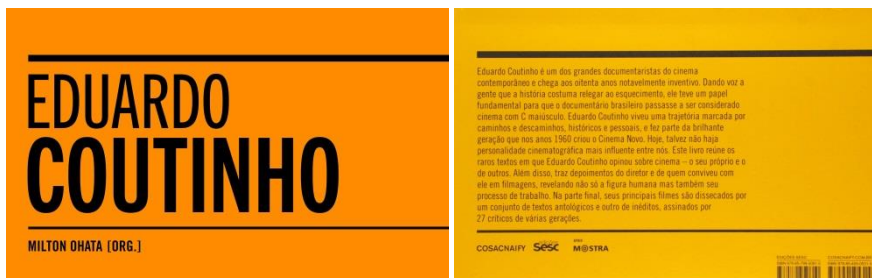 EDUARDO
COUTINHO
MILTON OHATA [ORG.]
Eduardo Coutinho é um dos grandes documentaristas do cinema
contemporâneo e chega aos oitenta anos notavelmente inventivo. Dando voz a
gente que a história costuma relegar ao esquecimento, ele teve um papel
fundamental para que o documentário brasileiro passasse a ser considerado
cinema com C maiúsculo. Eduardo Coutinho viveu uma trajetória marcada por
caminhos e descaminhos, históricos e pessoais, e fez parte da brilhante
geração que nos anos 1960 criou o Cinema Novo. Hoje, talvez não haja
personalidade cinematográfica mais influente entre nós. Este livro reúne os
raros textos em que Eduardo Coutinho opinou sobre cinema – o seu próprio e o
de outros. Além disso, traz depoimentos do diretor e de quem conviveu com
ele em filmagens, revelando não só a figura humana mas também seu
processo de trabalho. Na parte final, seus principais filmes são dissecados por
um conjunto de textos antológicos e outro de inéditos, assinados por
27 críticos de várias gerações.
COSACNAIFY Sesc M@STRA